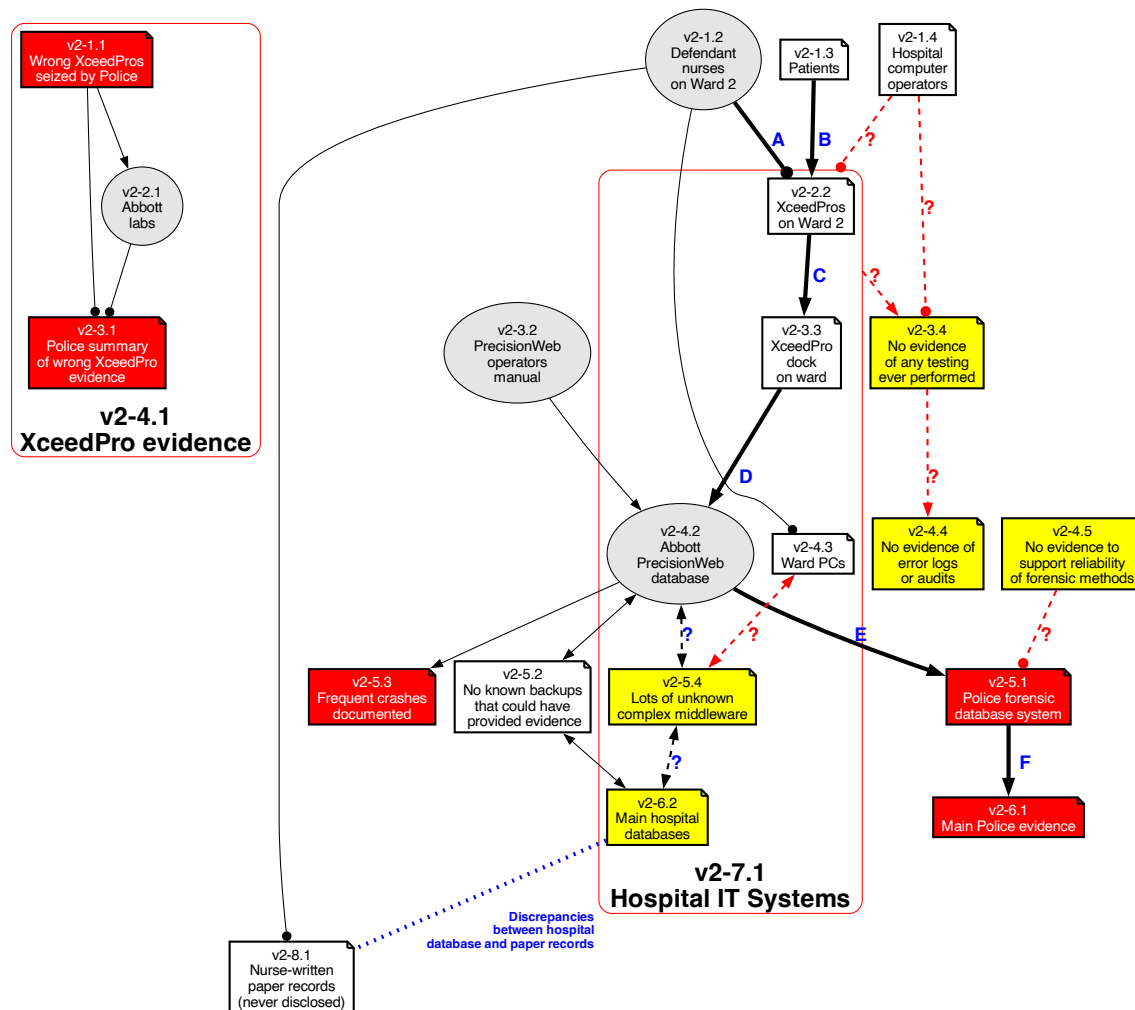 v2-1.1
Wrong XceedPros
seized by Police
v2-2.1
Abbott
labs
v2-3.1
Police summary
of wrong XceedPro
evidence
v2-4.1
XceedPro evidence
v2-1.2
Defendant
nurses
on Ward 2
v2-1.3
Patients
v2-1.4
Hospital
computer
operators
A
B
?
?
v2-2.2
XceedPros
on Ward 2
C
?
v2-3.2
PrecisionWeb
operators
manual
v2-3.3
XceedPro
dock
on ward
v2-3.4
No evidence
of any testing
ever performed
D
?
v2-4.2
Abbott
PrecisionWeb
database
v2-4.3
Ward PCs
v2-4.4
No evidence of
error logs
or audits
v2-4.5
No evidence to
support reliability
of forensic methods
?
?
E
?
v2-5.3
Frequent crashes
documented
v2-5.2
No known backups
that could have
provided evidence
v2-5.4
Lots of unknown
complex middleware
v2-5.1
Police forensic
database system
?
F
v2-6.2
Main hospital
databases
v2-6.1
Main Police evidence
v2-7.1
Hospital IT Systems
Discrepancies
between hospital
database and paper records
v2-8.1
Nurse-written
paper records
(never disclosed)